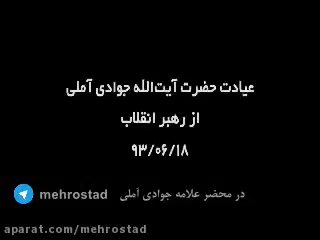 عیادت حضرت آیت‌الله جوادی آملی
از رهبر انقلاب
۹۳/۰۶/۱۸
mehrostad در محضر علامه جوادی آملی
aparat.com/mehrostad